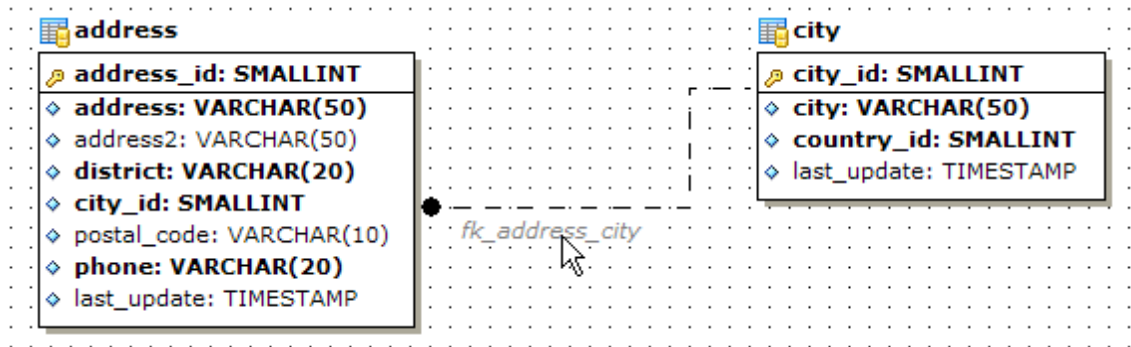 address
address_id: SMALLINT
address: VARCHAR(50)
address2: VARCHAR(50)
district: VARCHAR(20)
city_id: SMALLINT
postal_code: VARCHAR(10)
phone: VARCHAR(20)
last_update: TIMESTAMP
fk_address_city
city
city_id: SMALLINT
city: VARCHAR(50)
country_id: SMALLINT
last_update: TIMESTAMP